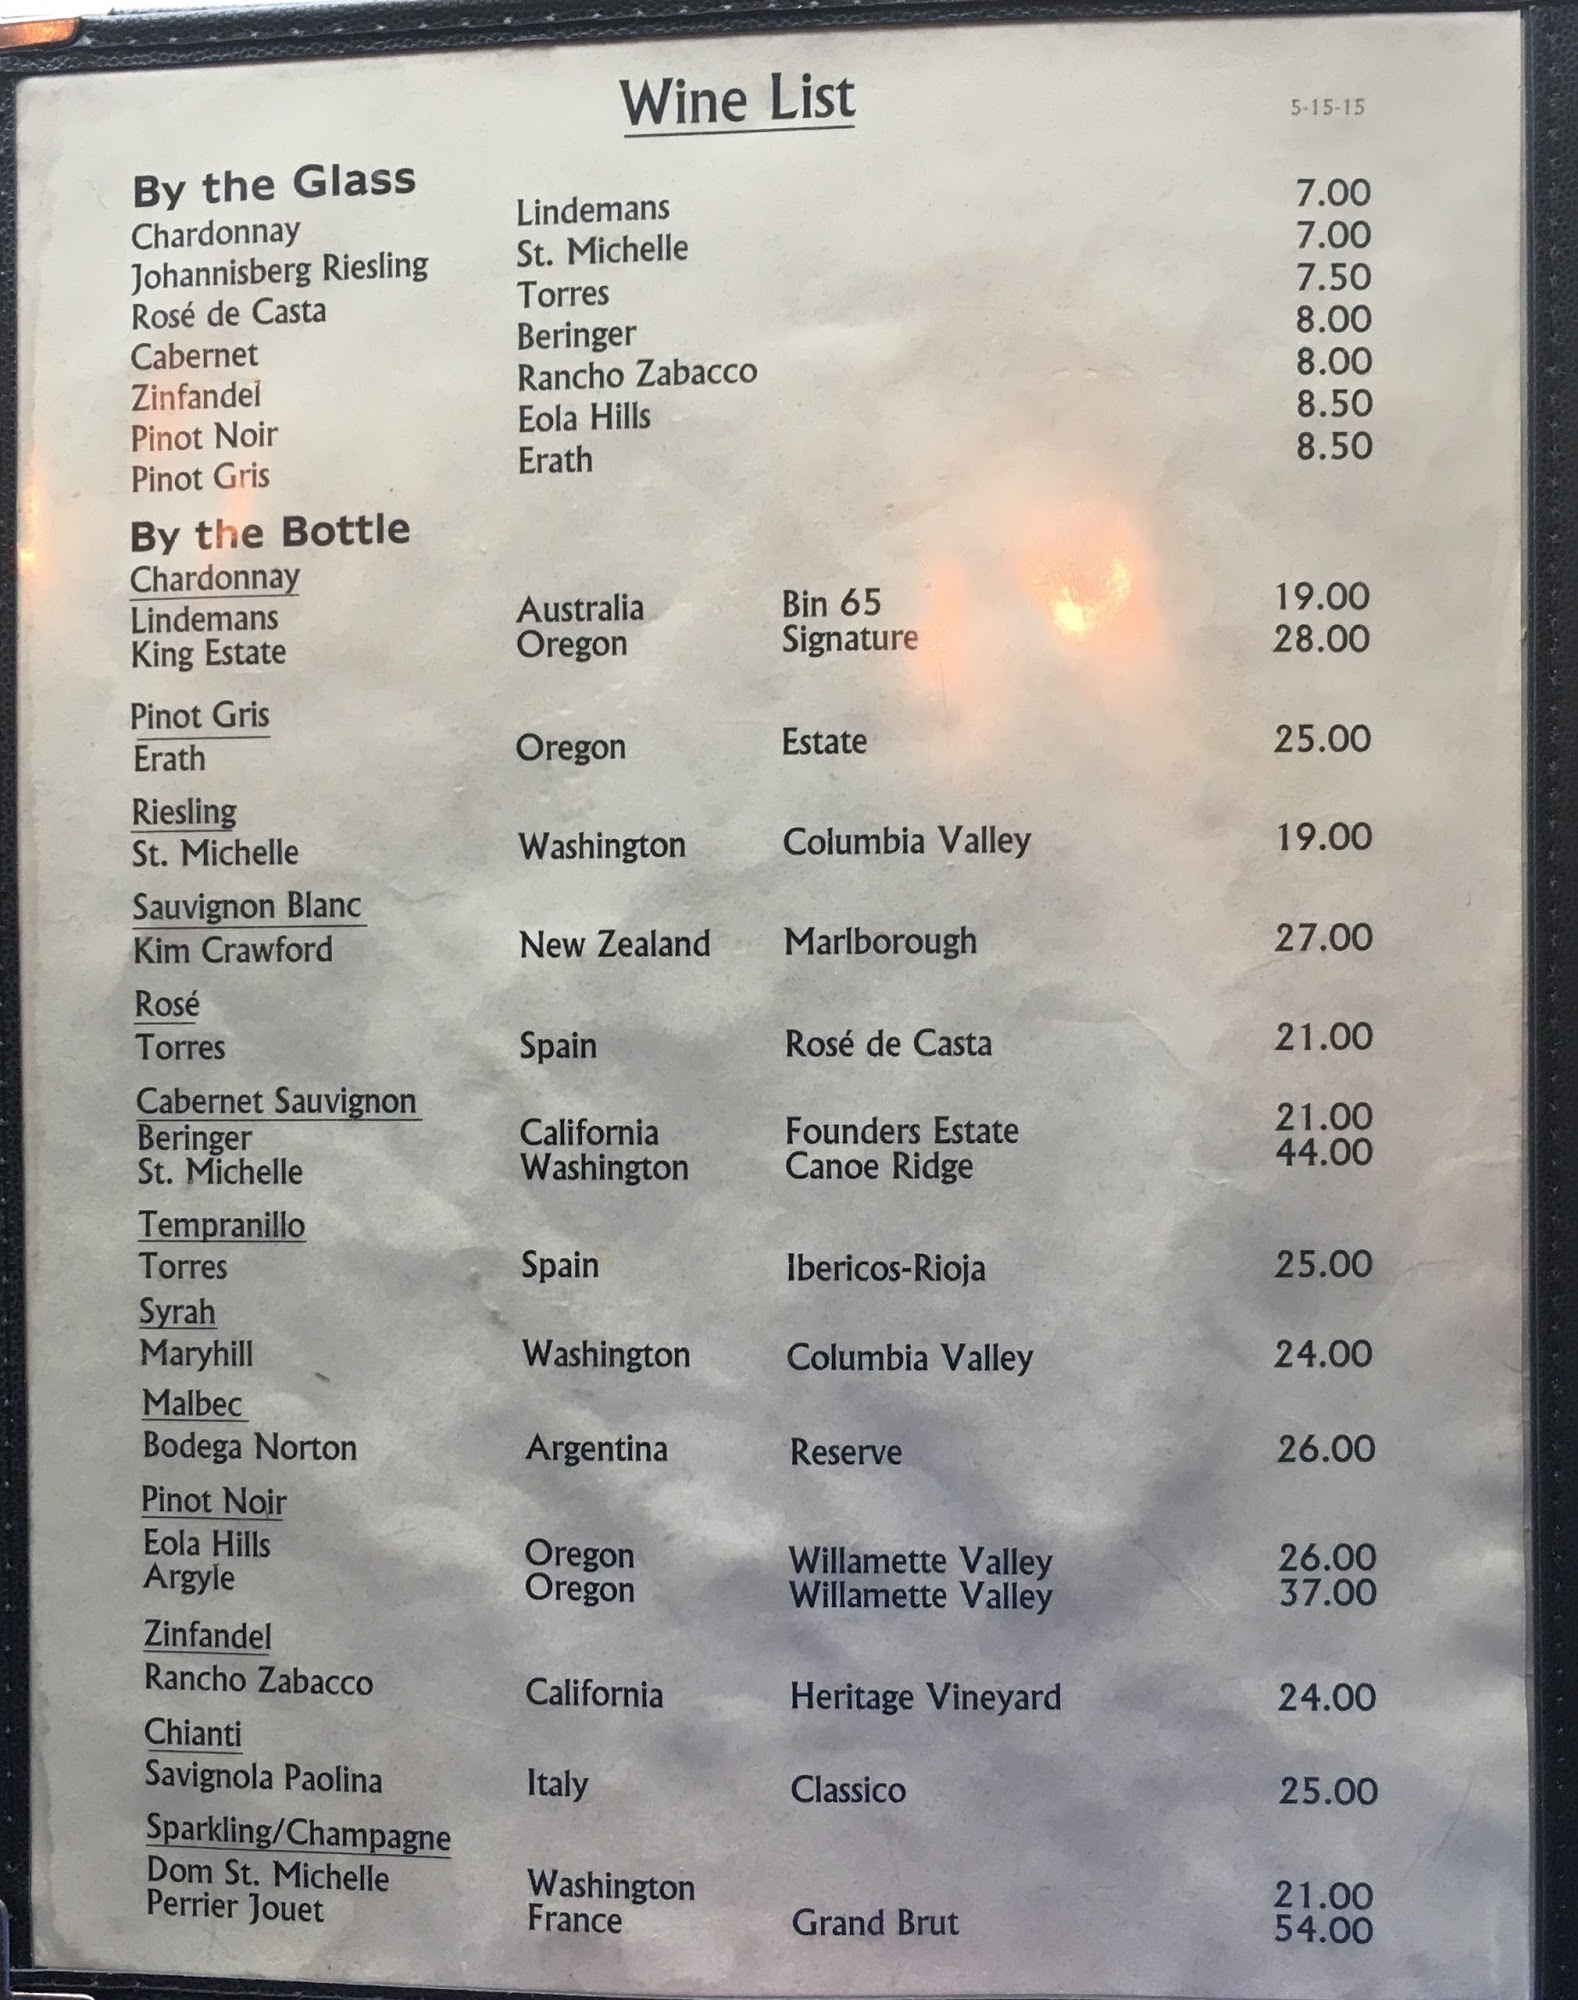 Wine List 5-15-15
By the Glass
Chardonnay Lindemans 7.00
Johannisberg Riesling St. Michelle 7.00
Rosé de Casta Torres 7.50
Cabernet Beringer 8.00
Zinfandel Rancho Zabacco 8.00
Pinot Noir Eola Hills 8.50
Pinot Gris Erath 8.50
By the Bottle
Chardonnay
Lindemans Australia Bin 65 19.00
King Estate Oregon Signature 28.00
Pinot Gris
Erath Oregon Estate 25.00
Riesling
St. Michelle Washington Columbia Valley 19.00
Sauvignon Blanc
Kim Crawford New Zealand Marlborough 27.00
Rosé
Torres Spain Rosé de Casta 21.00
Cabernet Sauvignon
Beringer California Founders Estate 21.00
St. Michelle Washington Canoe Ridge 44.00
Tempranillo
Torres Spain Ibericos-Rioja 25.00
Syrah
Maryhill Washington Columbia Valley 24.00
Malbec
Bodega Norton Argentina Reserve 26.00
Pinot Noir
Eola Hills Oregon Willamette Valley 26.00
Argyle Oregon Willamette Valley 37.00
Zinfandel
Rancho Zabacco California Heritage Vineyard 24.00
Chianti
Savignola Paolina Italy Classico 25.00
Sparkling/Champagne
Dom St. Michelle Washington 21.00
Perrier Jouet France Grand Brut 54.00